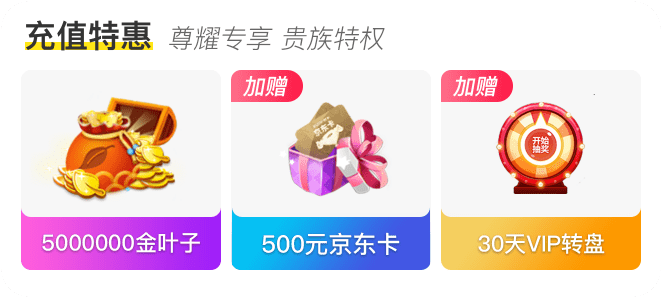 充值特惠 尊耀专享 贵族特权
加赠
加赠
京东卡
开始
抽奖
5000000金叶子
500元京东卡
30天VIP转盘